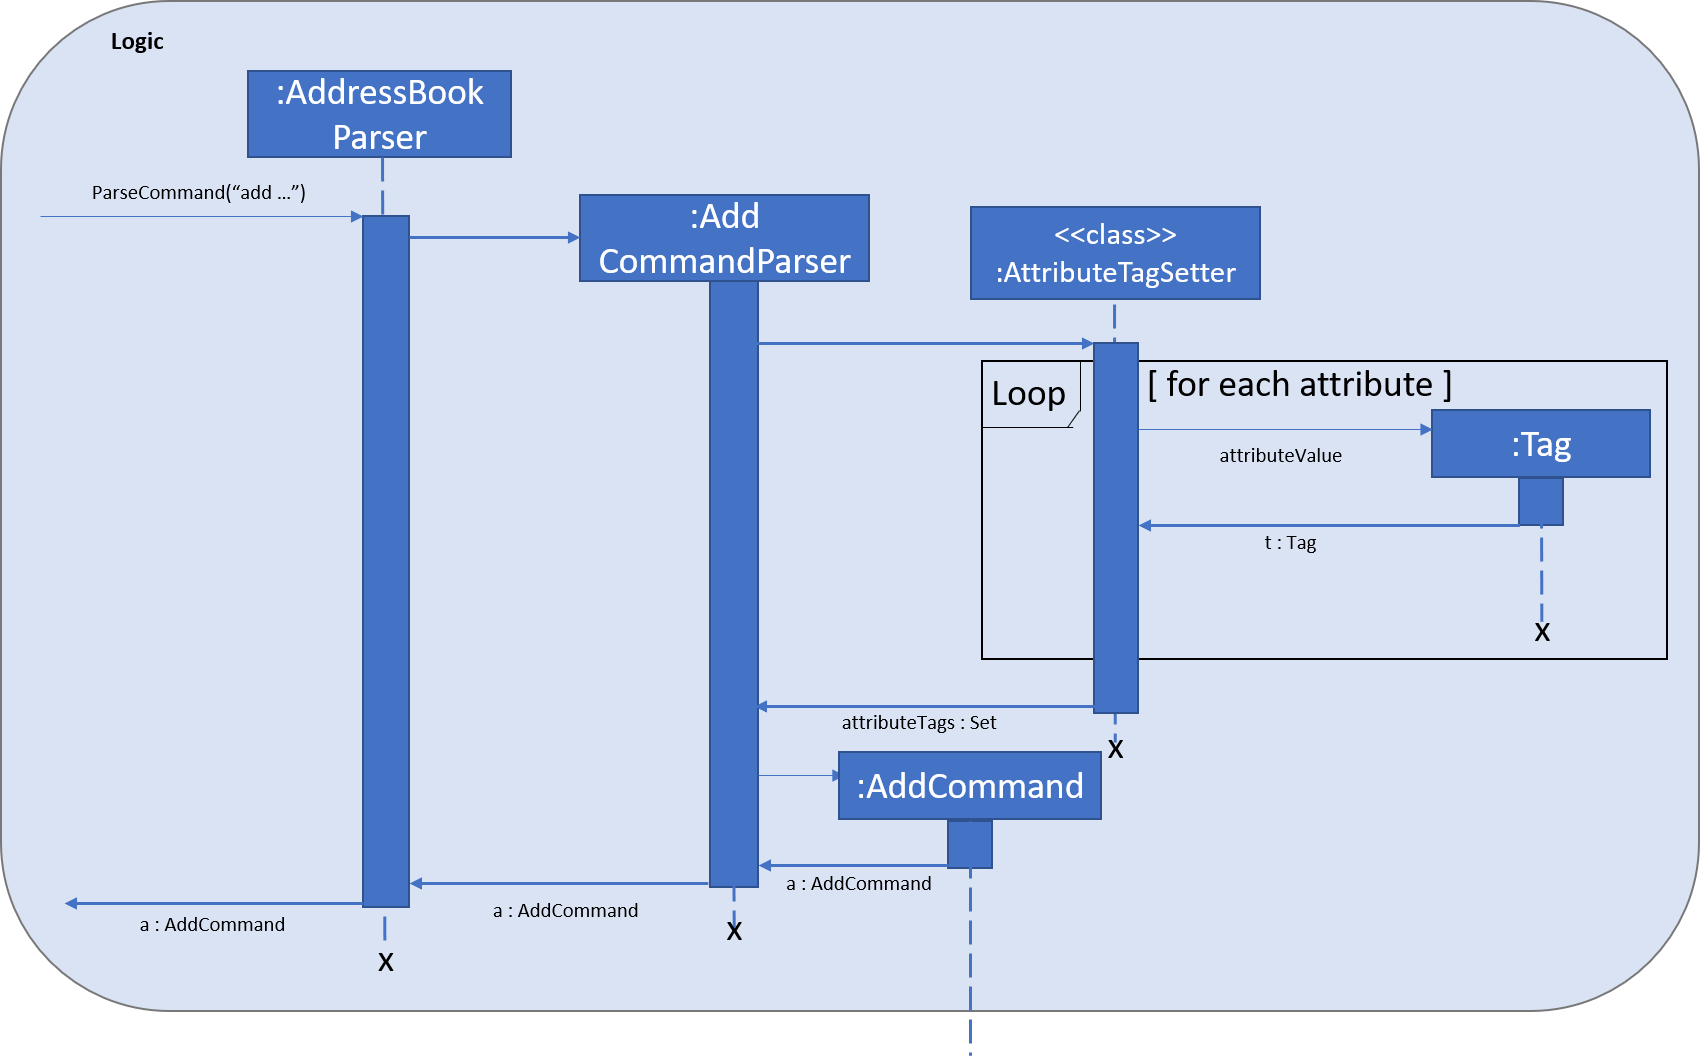 Logic
:AddressBook
Parser
ParseCommand(“add …”)
:Add
CommandParser
<<class>>
:AttributeTagSetter
Loop
[ for each attribute ]
:Tag
attributeValue
t : Tag
X
attributeTags : Set
X
:AddCommand
a : AddCommand
a : AddCommand
a : AddCommand
X
X